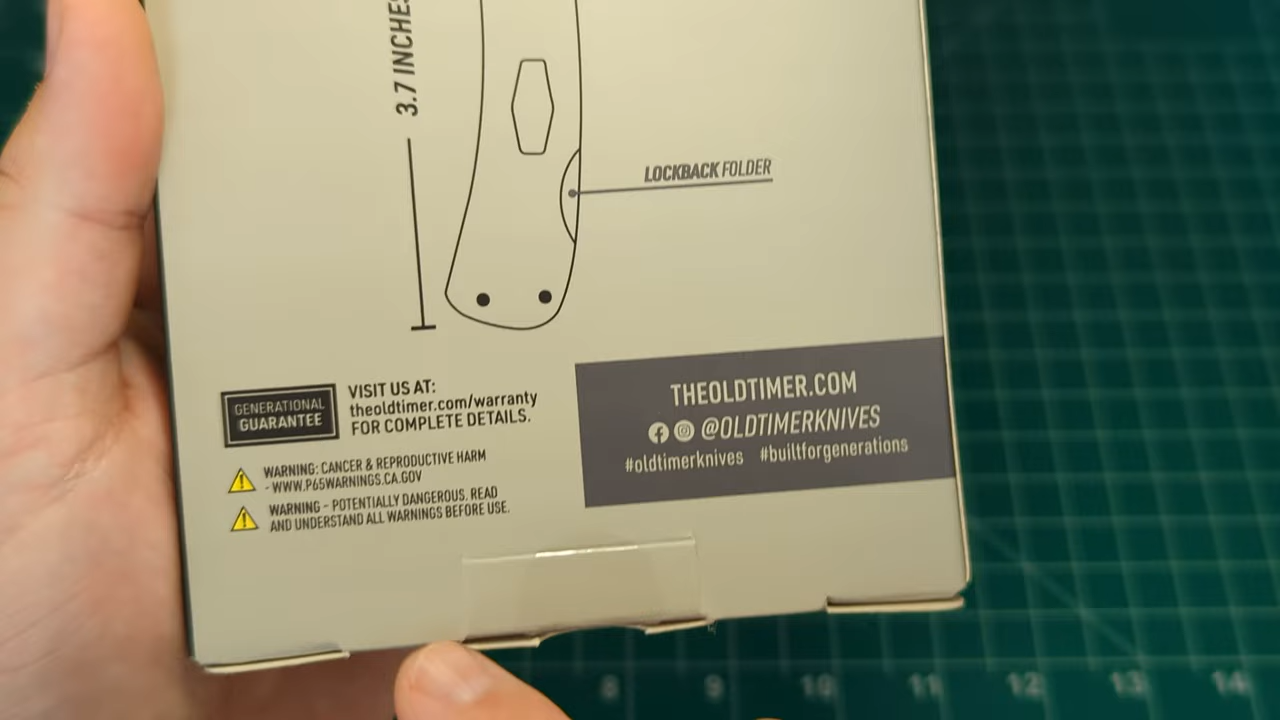 3.7 INCHES
LOCKBACK FOLDER
GENERATIONAL
GUARANTEE
VISIT US AT:
theoldtimer.com/warranty
FOR COMPLETE DETAILS.
WARNING: CANCER & REPRODUCTIVE HARM
- WWW.P65WARNINGS.CA.GOV
WARNING - POTENTIALLY DANGEROUS, READ
AND UNDERSTAND ALL WARNINGS BEFORE USE.
THEOLDTIMER.COM
@OLDTIMERKNIVES
#oldtimerknives #builtforgenerations
8 9 10 11 12 13 14